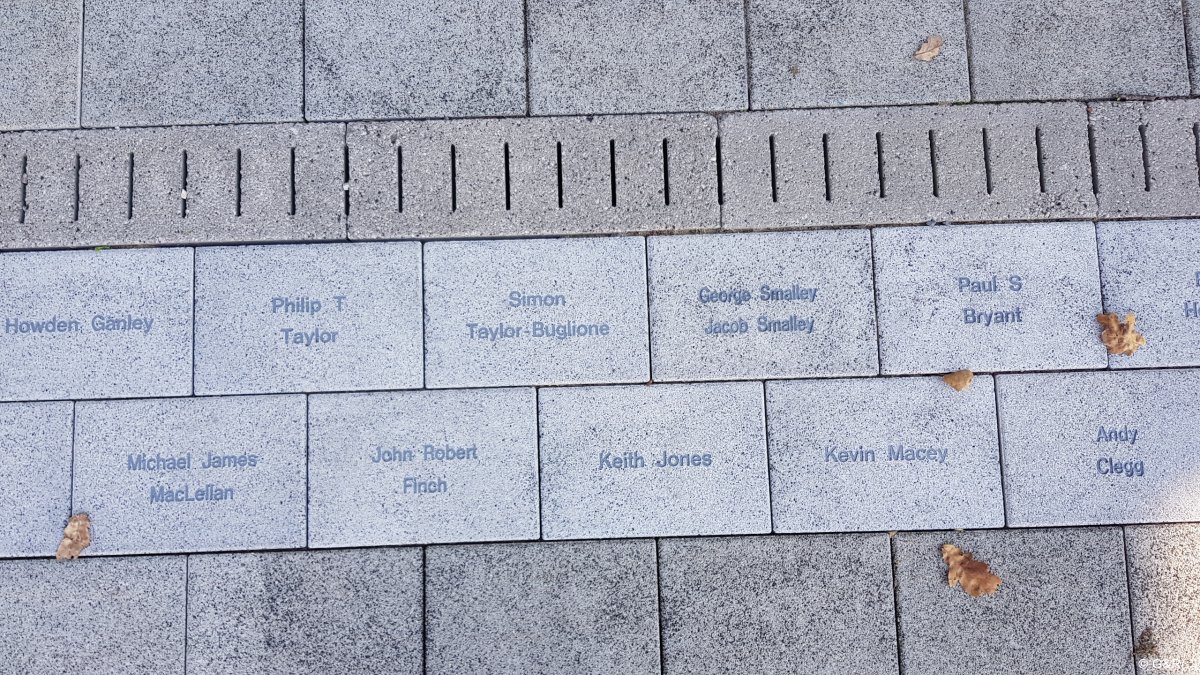 Howden Ganley
Philip T
Taylor
Simon
Taylor-Buglione
George Smalley
Jacob Smalley
Paul S
Bryant
Michael James
MacLellan
John Robert
Finch
Keith Jones
Kevin Macey
Andy
Clegg